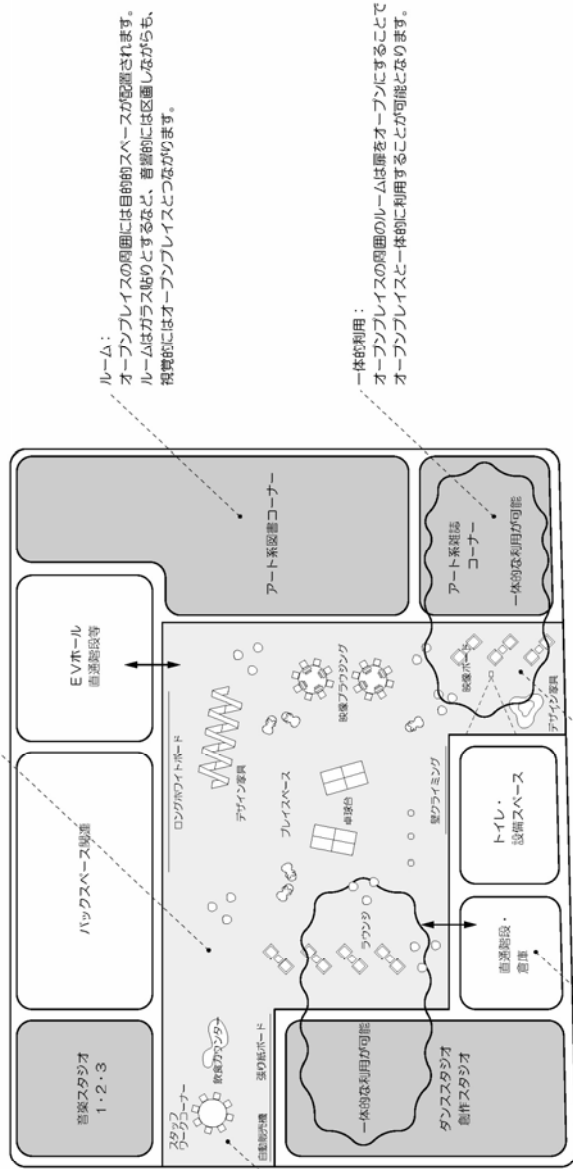 ルーム:
オープンプレイスの周囲には目的的スペースが配置されます。
ルームはガラス貼りとするなど、音響的には区画しながらも、
視覚的にはオープンプレイスとつながります。
一体的利用:
オープンプレイスの周囲のルームは扉をオープンにすることで
オープンプレイスと一体的に利用することが可能となります。
音楽スタジオ
1・2・3
バックスペース関連
EVホール
直通階段等
アート系図書コーナー
スタッフ
ワークコーナー
飲食カウンター
自動販売機
張り紙ボード
ロングホワイトボード
デザイン家具
プレイスペース
卓球台
映像ブラウジング
ラウンジ
壁クライミング
映像ボード
デザイン家具
アート系雑誌
コーナー
一体的な利用が可能
一体的な利用が可能
ダンススタジオ
創作スタジオ
直通階段・
倉庫
トイレ・
設備スペース